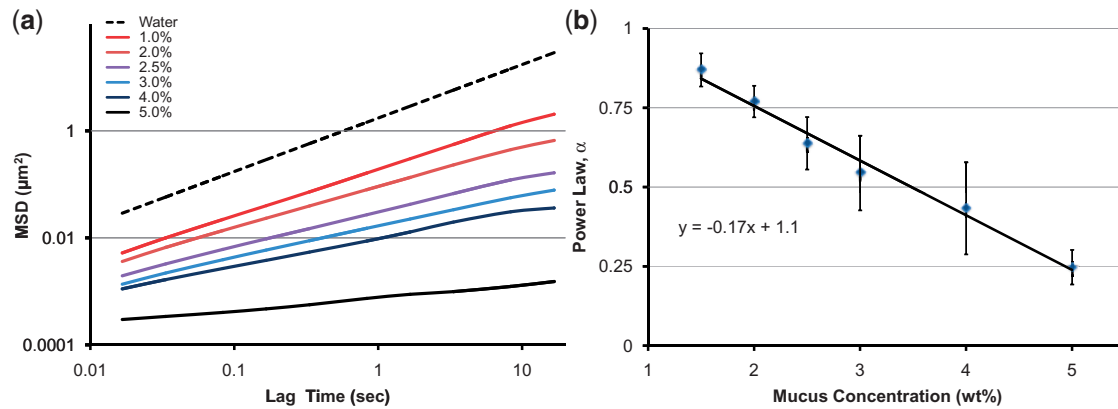 (a)
Water
1.0%
2.0%
2.5%
3.0%
4.0%
5.0%
MSD (µm²)
1
0.01
0.0001
0.01
0.1
1
10
Lag Time (sec)
(b)
Power Law, α
1
0.75
0.5
0.25
0
y = -0.17x + 1.1
1
2
3
4
5
Mucus Concentration (wt%)